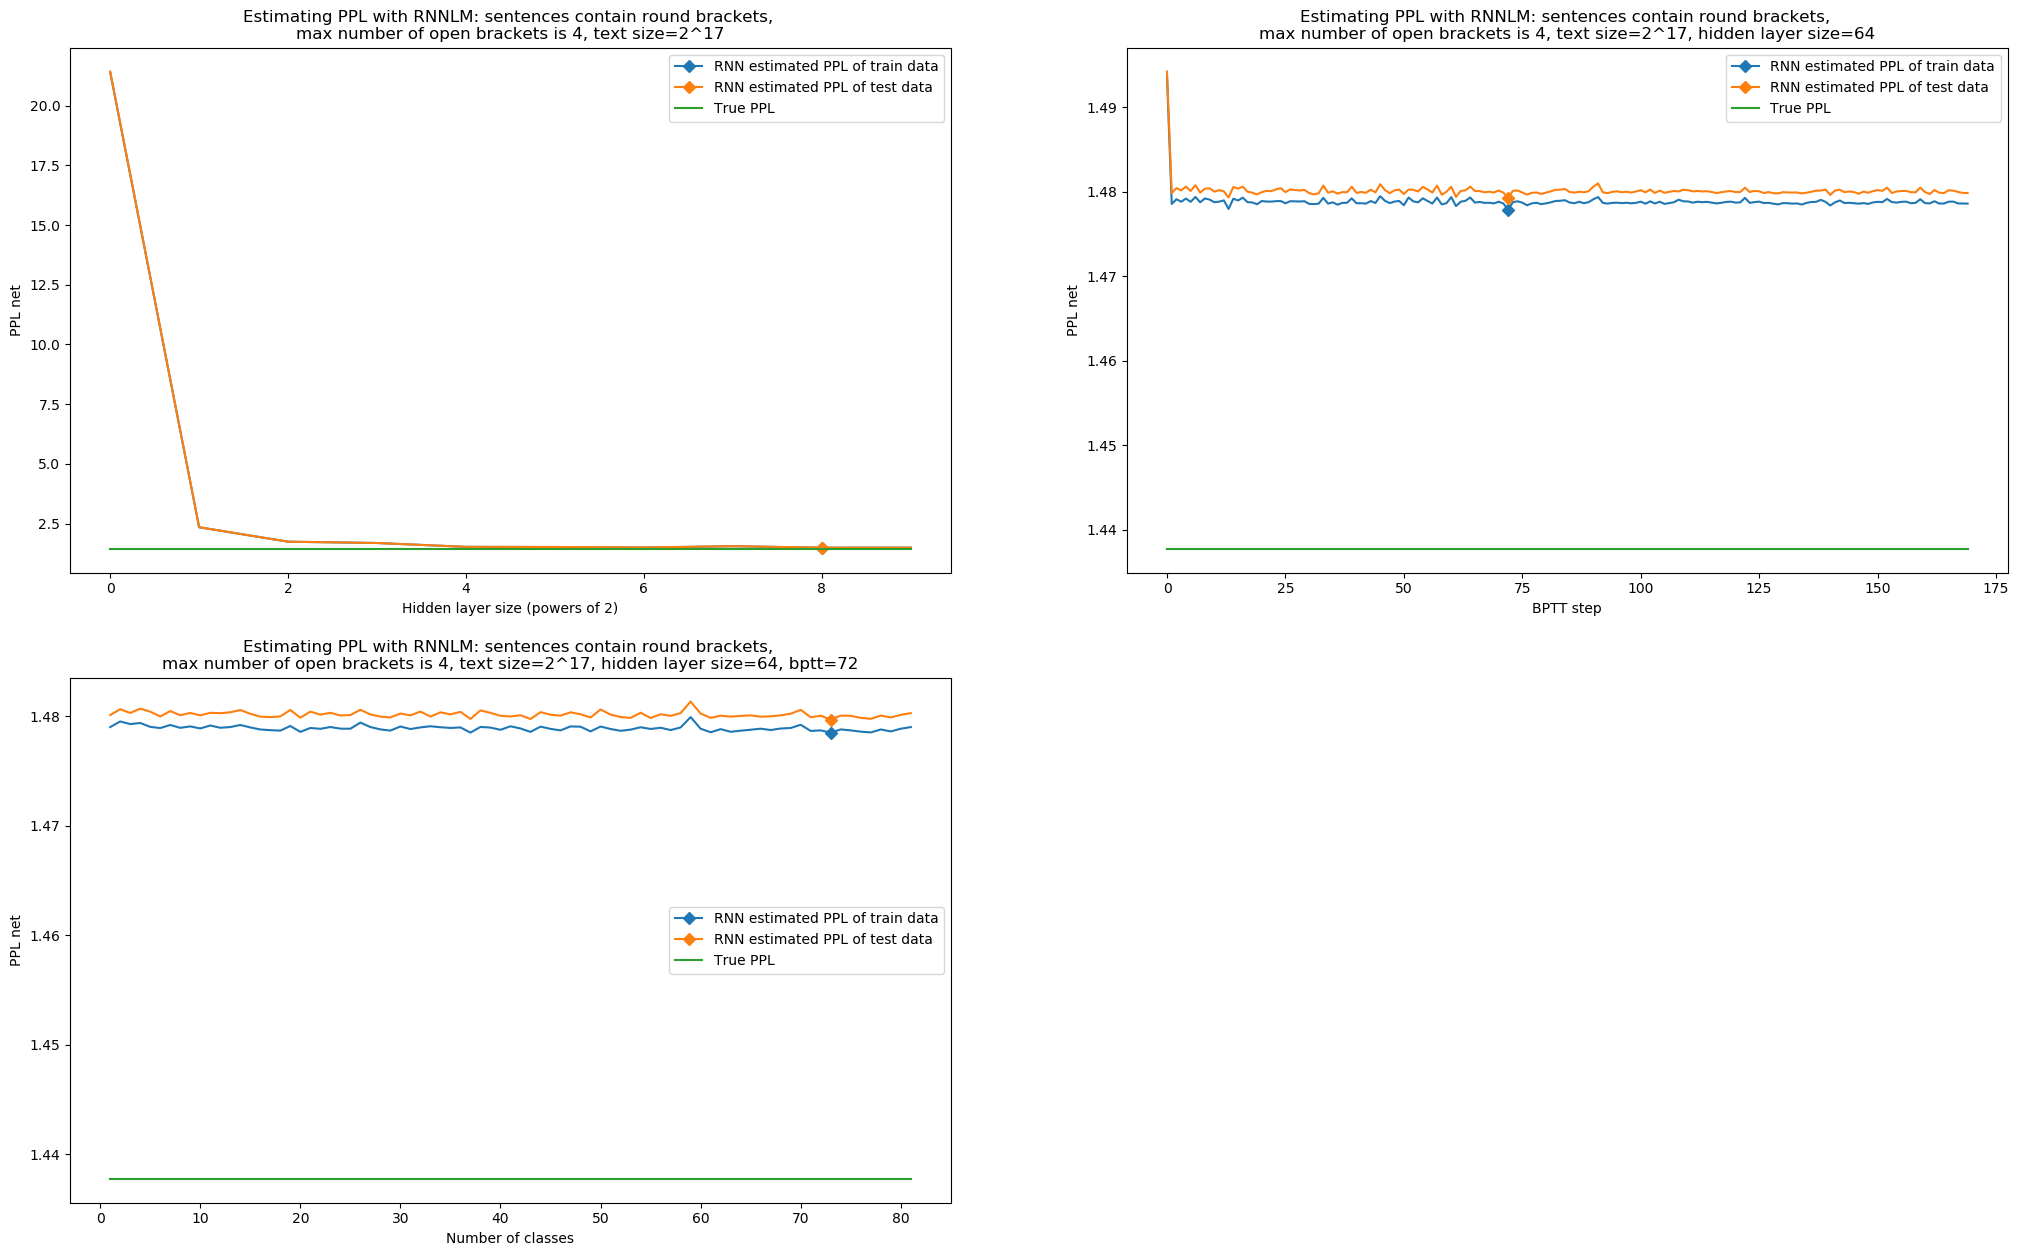 Estimating PPL with RNNLM: sentences contain round brackets,
max number of open brackets is 4, text size=2^17
RNN estimated PPL of train data
RNN estimated PPL of test data
True PPL
20.0
17.5
15.0
12.5
10.0
7.5
5.0
2.5
PPL net
0 2 4 6 8
Hidden layer size (powers of 2)
Estimating PPL with RNNLM: sentences contain round brackets,
max number of open brackets is 4, text size=2^17, hidden layer size=64
RNN estimated PPL of train data
RNN estimated PPL of test data
True PPL
1.49
1.48
1.47
1.46
1.45
1.44
PPL net
0 25 50 75 100 125 150 175
BPTT step
Estimating PPL with RNNLM: sentences contain round brackets,
max number of open brackets is 4, text size=2^17, hidden layer size=64, bptt=72
RNN estimated PPL of train data
RNN estimated PPL of test data
True PPL
1.48
1.47
1.46
1.45
1.44
PPL net
0 10 20 30 40 50 60 70 80
Number of classes